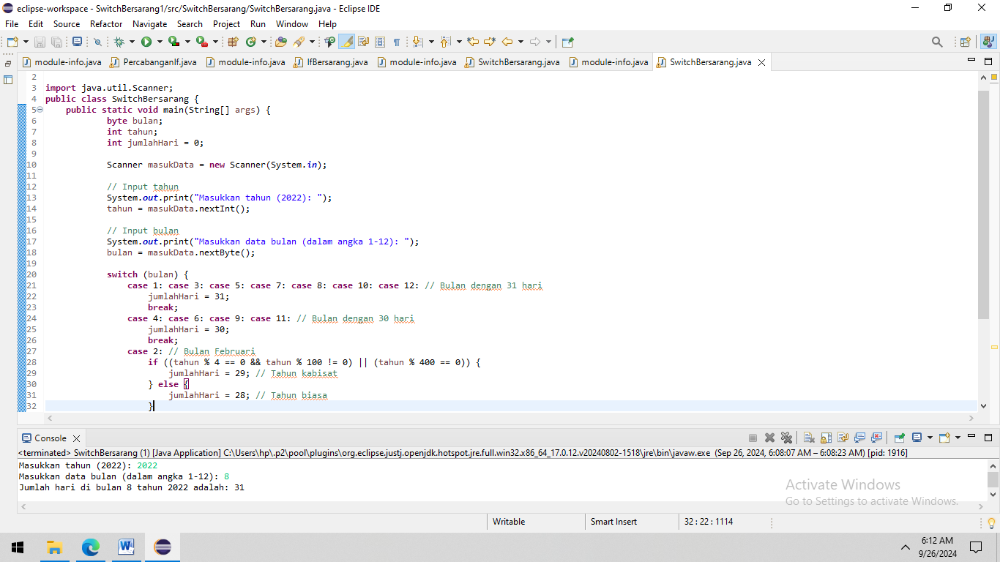 eclipse-workspace - SwitchBersarang1/src/SwitchBersarang/SwitchBersarang.java - Eclipse IDE
File Edit Source Refactor Navigate Search Project Run Window Help
module-info.java PercabanganIf.java module-info.java IfBersarang.java module-info.java SwitchBersarang.java module-info.java SwitchBersarang.java
2
3 import java.util.Scanner;
4 public class SwitchBersarang {
5 public static void main(String[] args) {
6 byte bulan;
7 int tahun;
8 int jumlahHari = 0;
9
10 Scanner masukData = new Scanner(System.in);
11
12 // Input tahun
13 System.out.print("Masukkan tahun (2022): ");
14 tahun = masukData.nextInt();
15
16 // Input bulan
17 System.out.print("Masukkan data bulan (dalam angka 1-12): ");
18 bulan = masukData.nextByte();
19
20 switch (bulan) {
21 case 1: case 3: case 5: case 7: case 8: case 10: case 12: // Bulan dengan 31 hari
22 jumlahHari = 31;
23 break;
24 case 4: case 6: case 9: case 11: // Bulan dengan 30 hari
25 jumlahHari = 30;
26 break;
27 case 2: // Bulan Februari
28 if ((tahun % 4 == 0 && tahun % 100 != 0) || (tahun % 400 == 0)) {
29 jumlahHari = 29; // Tahun kabisat
30 } else {
31 jumlahHari = 28; // Tahun biasa
32 }
Console
<terminated> SwitchBersarang (1) [Java Application] C:\Users\hp\.p2\pool\plugins\org.eclipse.justj.openjdk.hotspot.jre.full.win32.x86_64_17.0.12.v20240802-1518\jre\bin\javaw.exe (Sep 26, 2024, 6:08:07 AM – 6:08:23 AM) [pid: 1916]
Masukkan tahun (2022): 2022
Masukkan data bulan (dalam angka 1-12): 8
Jumlah hari di bulan 8 tahun 2022 adalah: 31
Activate Windows
Go to Settings to activate Windows.
Writable Smart Insert 32 : 22 : 1114
6:12 AM
9/26/2024